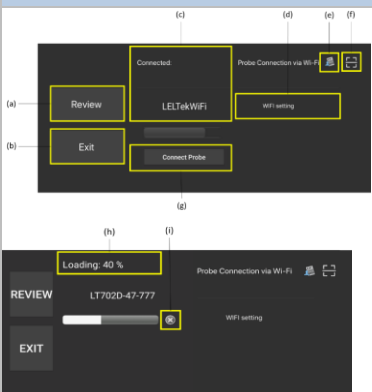 (c)
(d)
(e)
(f)
Connected:
Probe Connection via Wi-Fi
(a)
Review
LELTekWiFi
WIFI setting
(b)
Exit
Connect Probe
(g)
(h)
(i)
Loading: 40 %
Probe Connection via Wi-Fi
REVIEW
LT702D-47-777
WIFI setting
EXIT